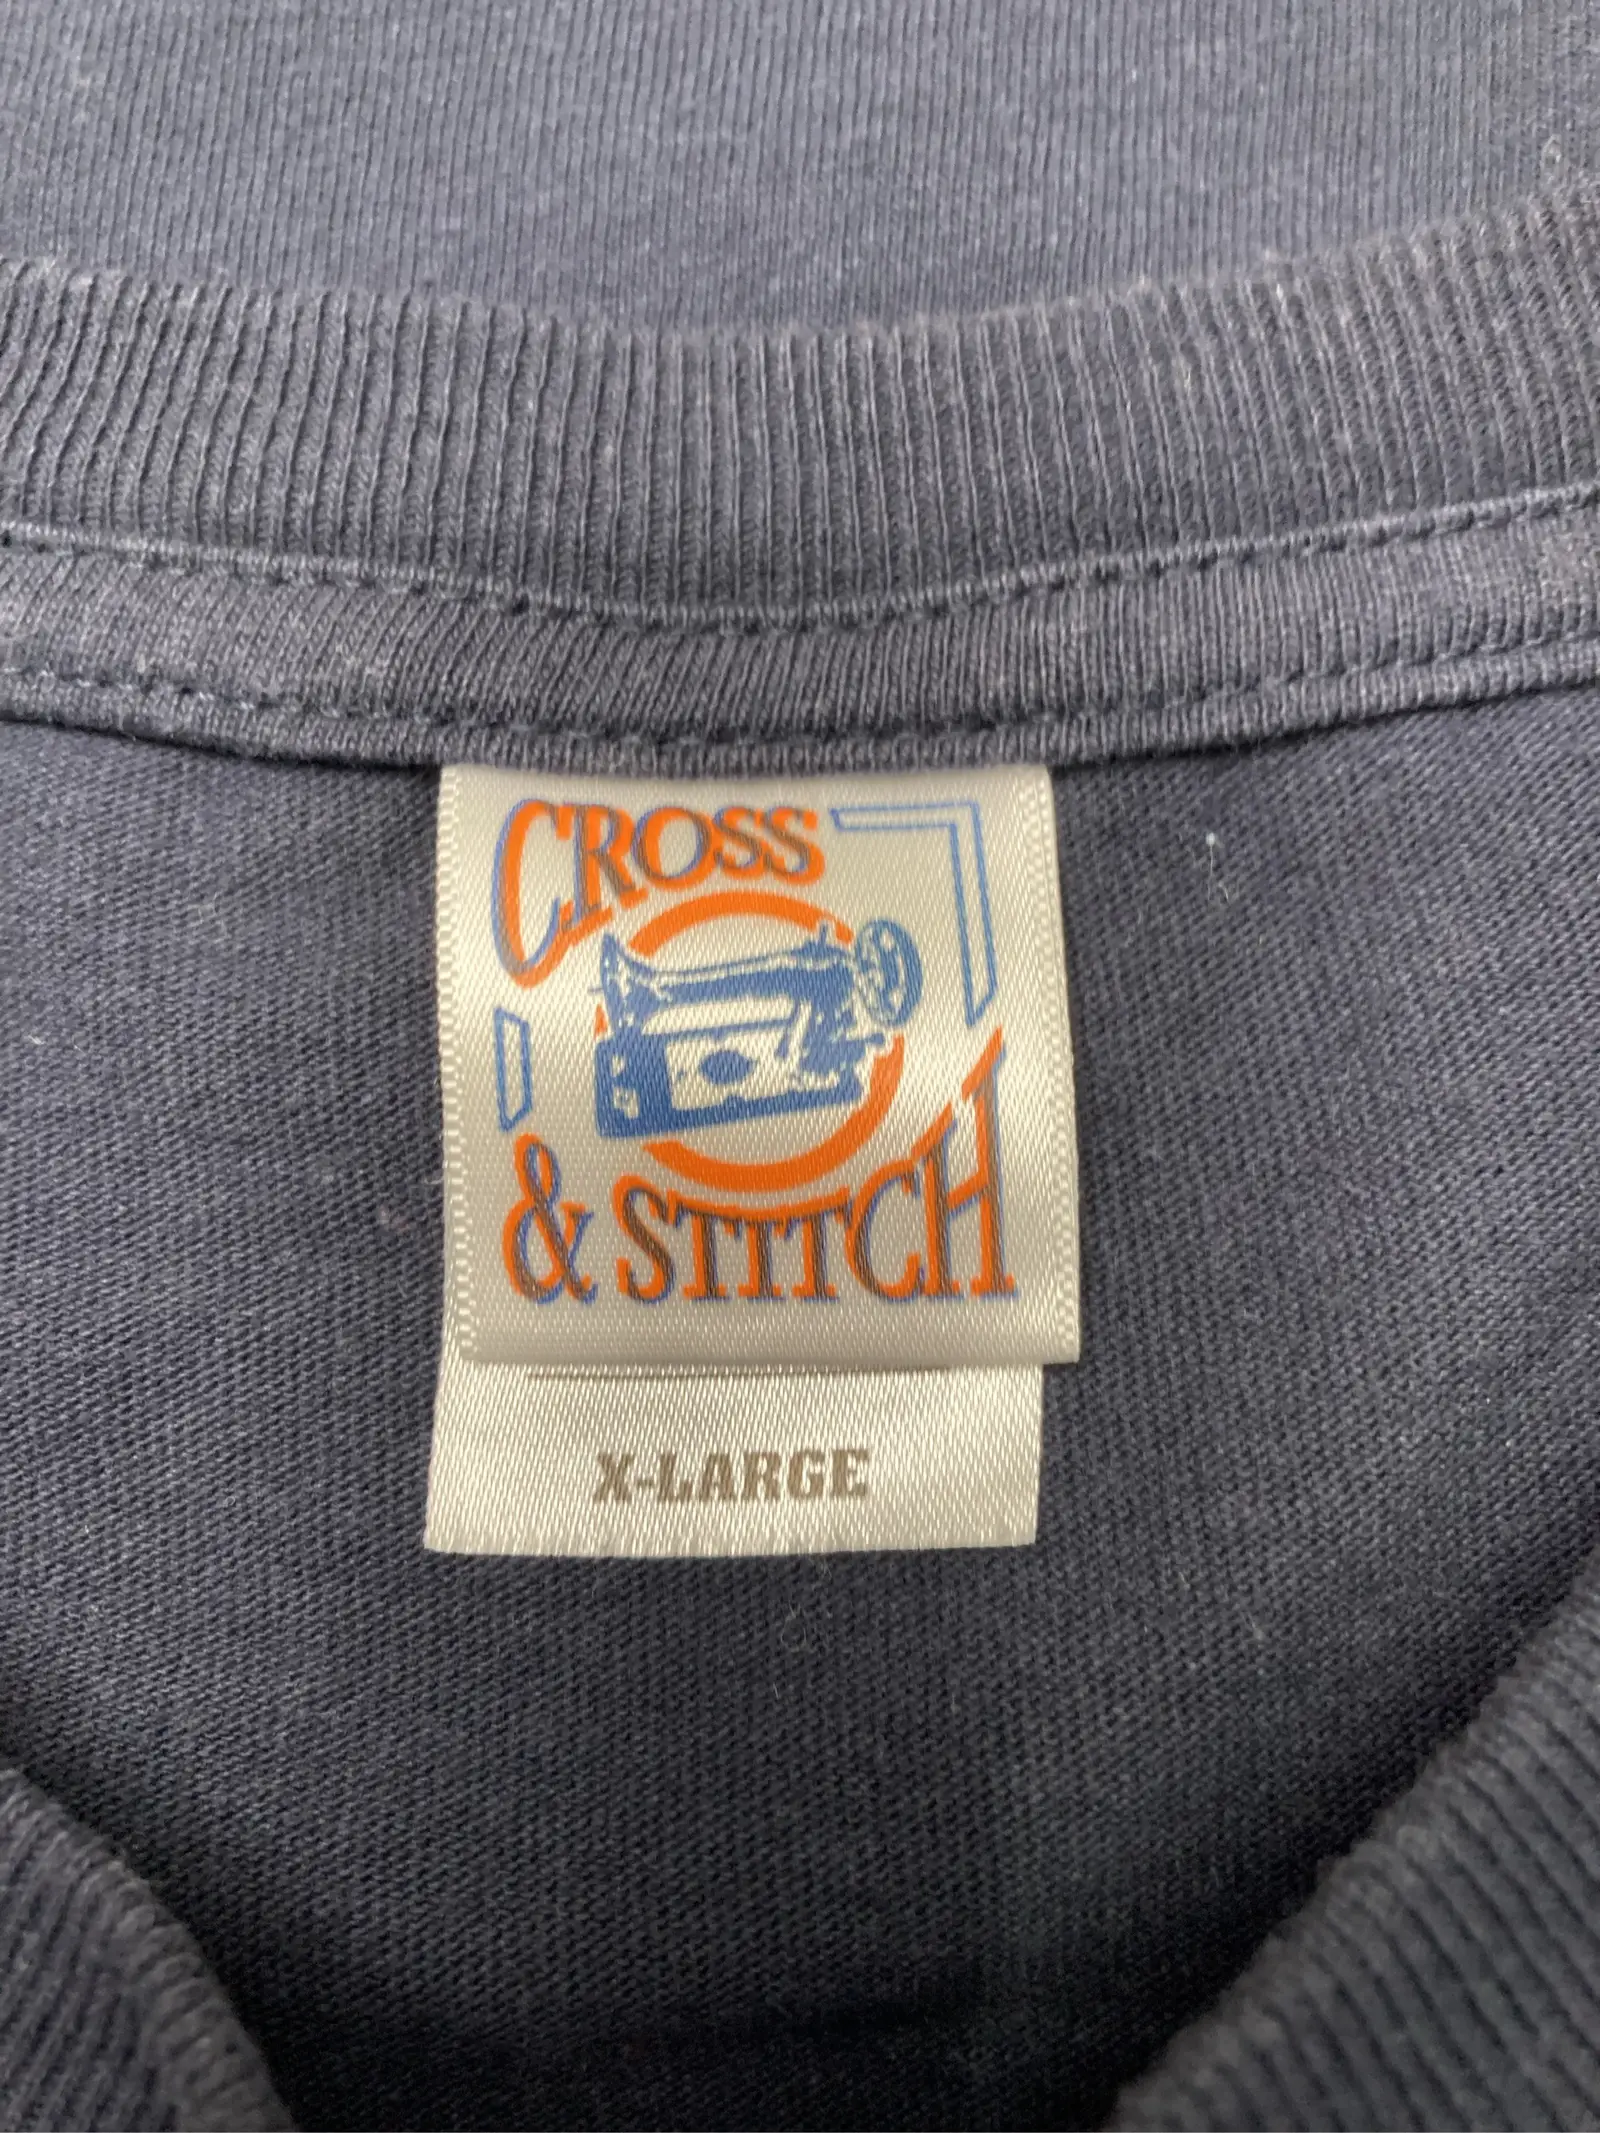 CROSS
& STITCH
X-LARGE